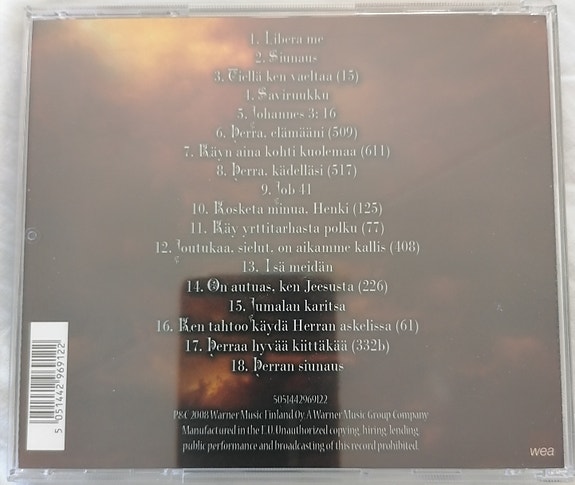 1. Libera me
2. Siunaus
3. Tiellä ken vaeltaa (15)
4. Saviruukku
5. Johannes 3: 16
6. Herra, elämääni (509)
7. Käyn aina kohti kuolemaa (611)
8. Herra, kädelläsi (517)
9. Job 41
10. Kosketa minua, Henki (125)
11. Käy yrttitarhasta polku (77)
12. Joutukaa, sielut, on aikamme kallis (408)
13. Isä meidän
14. On autuas, ken Jeesusta (226)
15. Jumalan karitsa
16. Ken tahtoo käydä Herran askelissa (61)
17. Herraa hyvää kiittäkää (332b)
18. Herran siunaus
5 051442 969122
5051442969122
P&C 2008 Warner Music Finland Oy. A Warner Music Group Company
Manufactured in the E.U. Unauthorized copying, hiring, lending
public performance and broadcasting of this record prohibited.
wea